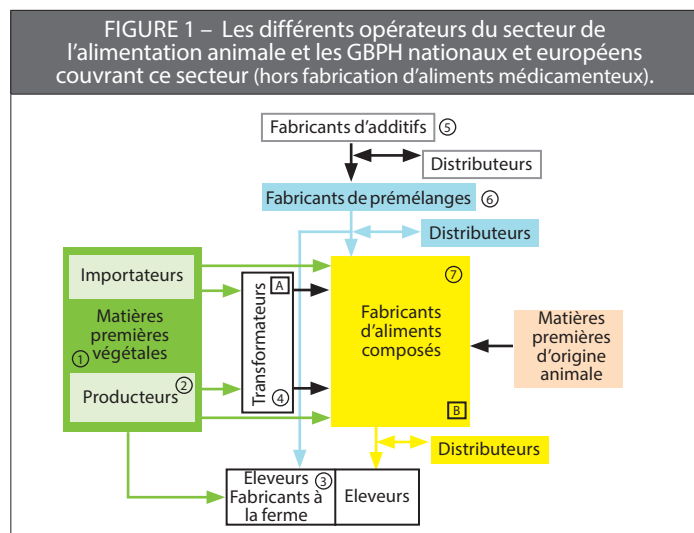 FIGURE 1 – Les différents opérateurs du secteur de
l'alimentation animale et les GBPH nationaux et européens
couvrant ce secteur (hors fabrication d'aliments médicamenteux).
Fabricants d'additifs 5
Distributeurs
Fabricants de prémélanges 6
Distributeurs
Importateurs
Matières
premières
végétales
1
Producteurs 2
A
Transformateurs
4
7
Fabricants
d'aliments
composés
B
Matières
premières
d'origine
animale
Distributeurs
Eleveurs 3
Fabricants à
la ferme
Eleveurs